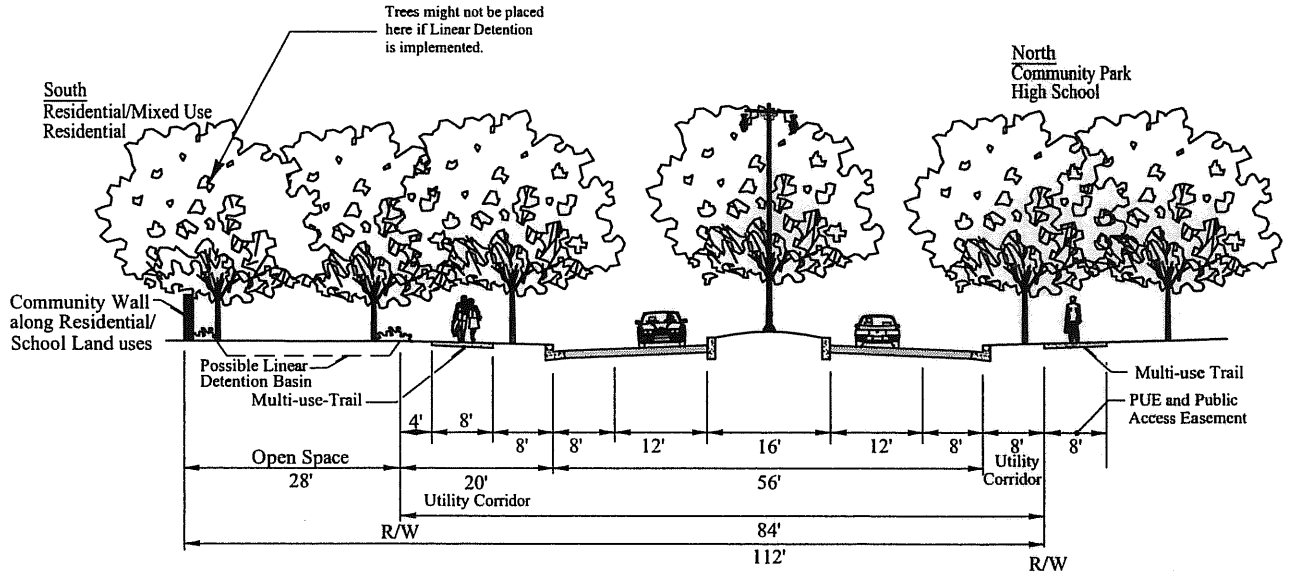 Trees might not be placed
here if Linear Detention
is implemented.
South
Residential/Mixed Use
Residential
North
Community Park
High School
Community Wall
along Residential/
School Land uses
Possible Linear
Detention Basin
Multi-use-Trail
Multi-use Trail
PUE and Public
Access Easement
4'
8'
8'
8'
12'
16'
12'
8'
8'
8'
Open Space
28'
20'
Utility Corridor
56'
Utility
Corridor
R/W
84'
112'
R/W